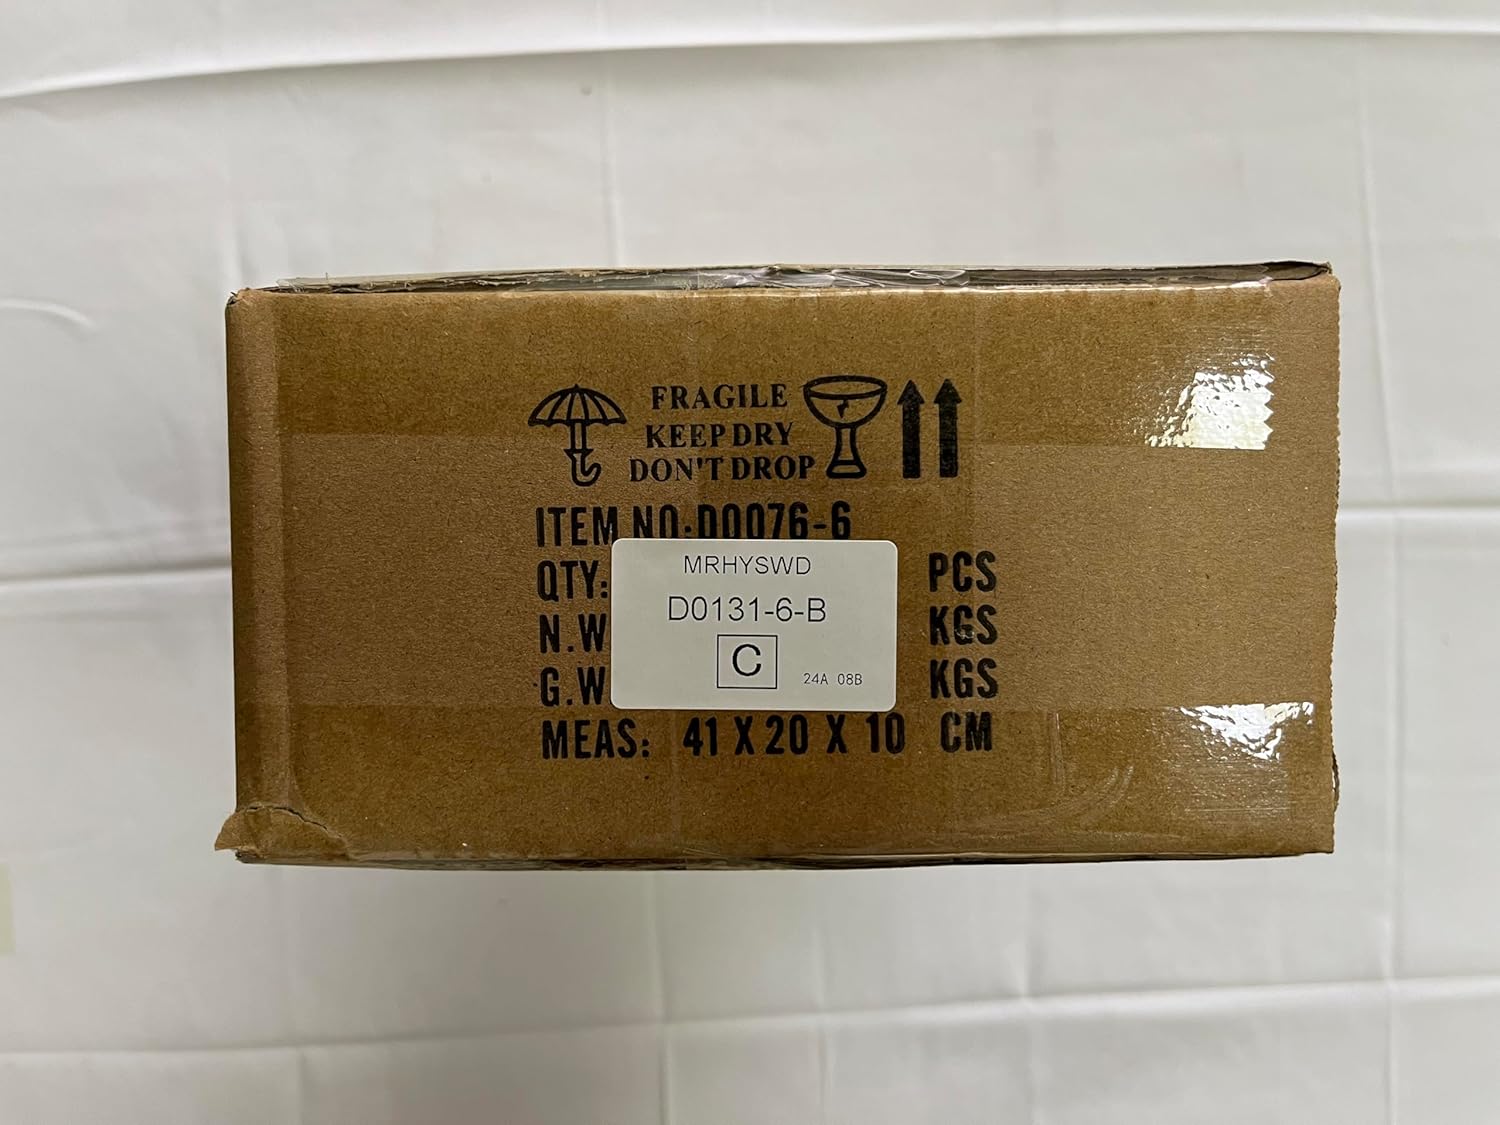 FRAGILE
KEEP DRY
DON'T DROP
ITEM NO:D0076-6
QTY: PCS
N.W KGS
G.W KGS
MEAS: 41 X 20 X 10 CM
MRHYSWD
D0131-6-B
C
24A 08B